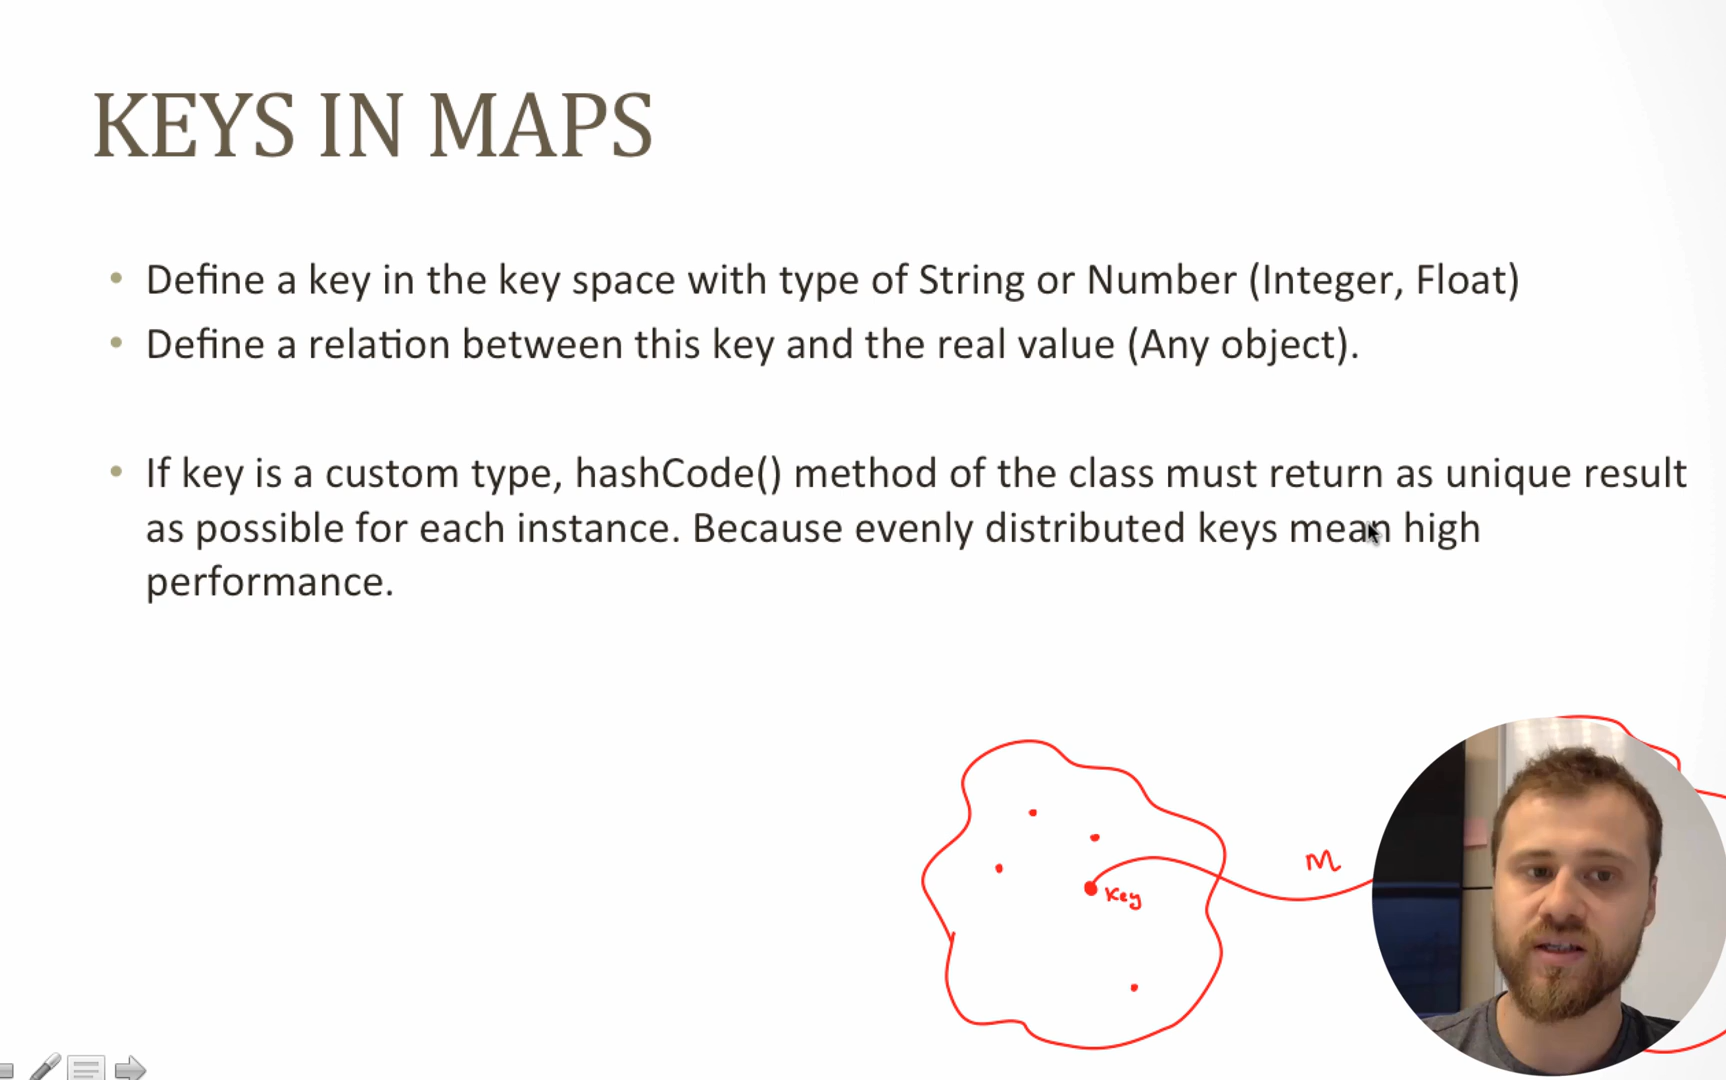 KEYS IN MAPS
• Define a key in the key space with type of String or Number (Integer, Float)
• Define a relation between this key and the real value (Any object).
• If key is a custom type, hashCode() method of the class must return as unique result
as possible for each instance. Because evenly distributed keys mean high
performance.
M
Key